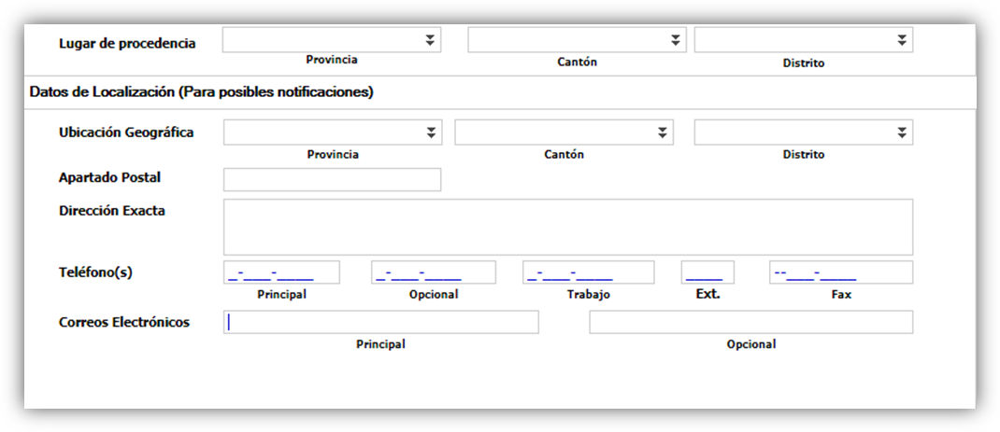 Lugar de procedencia
Provincia Cantón Distrito
Datos de Localización (Para posibles notificaciones)
Ubicación Geográfica
Provincia Cantón Distrito
Apartado Postal
Dirección Exacta
Teléfono(s) _-___-____ _-___-____ _-___-____ ____ --___-____
Principal Opcional Trabajo Ext. Fax
Correos Electrónicos
Principal Opcional